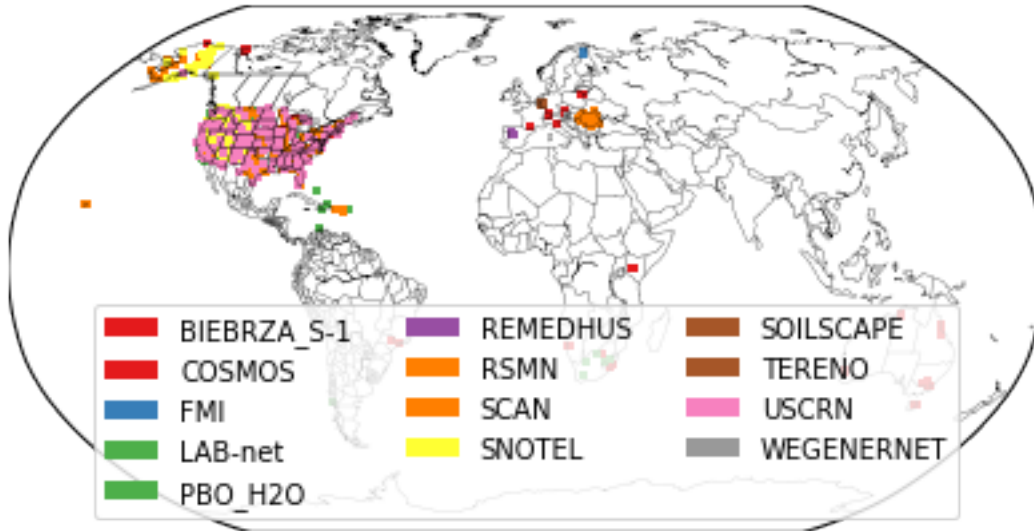 BIEBRZA_S-1
COSMOS
FMI
LAB-net
PBO_H2O
REMEDHUS
RSMN
SCAN
SNOTEL
SOILSCAPE
TERENO
USCRN
WEGENERNET